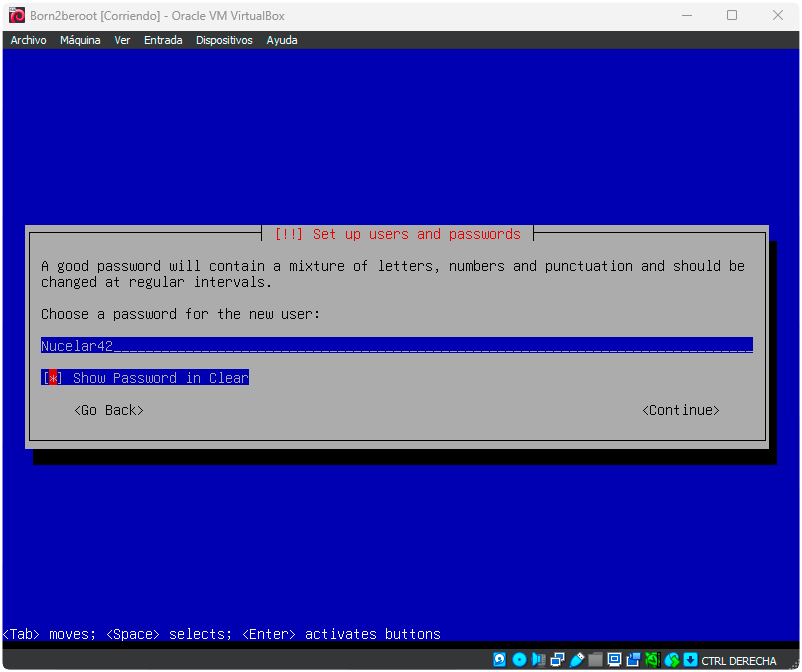 Born2beroot [Corriendo] - Oracle VM VirtualBox
Archivo Máquina Ver Entrada Dispositivos Ayuda
[!!] Set up users and passwords
A good password will contain a mixture of letters, numbers and punctuation and should be
changed at regular intervals.
Choose a password for the new user:
Nucelar42
[*] Show Password in Clear
<Go Back> <Continue>
<Tab> moves; <Space> selects; <Enter> activates buttons
CTRL DERECHA